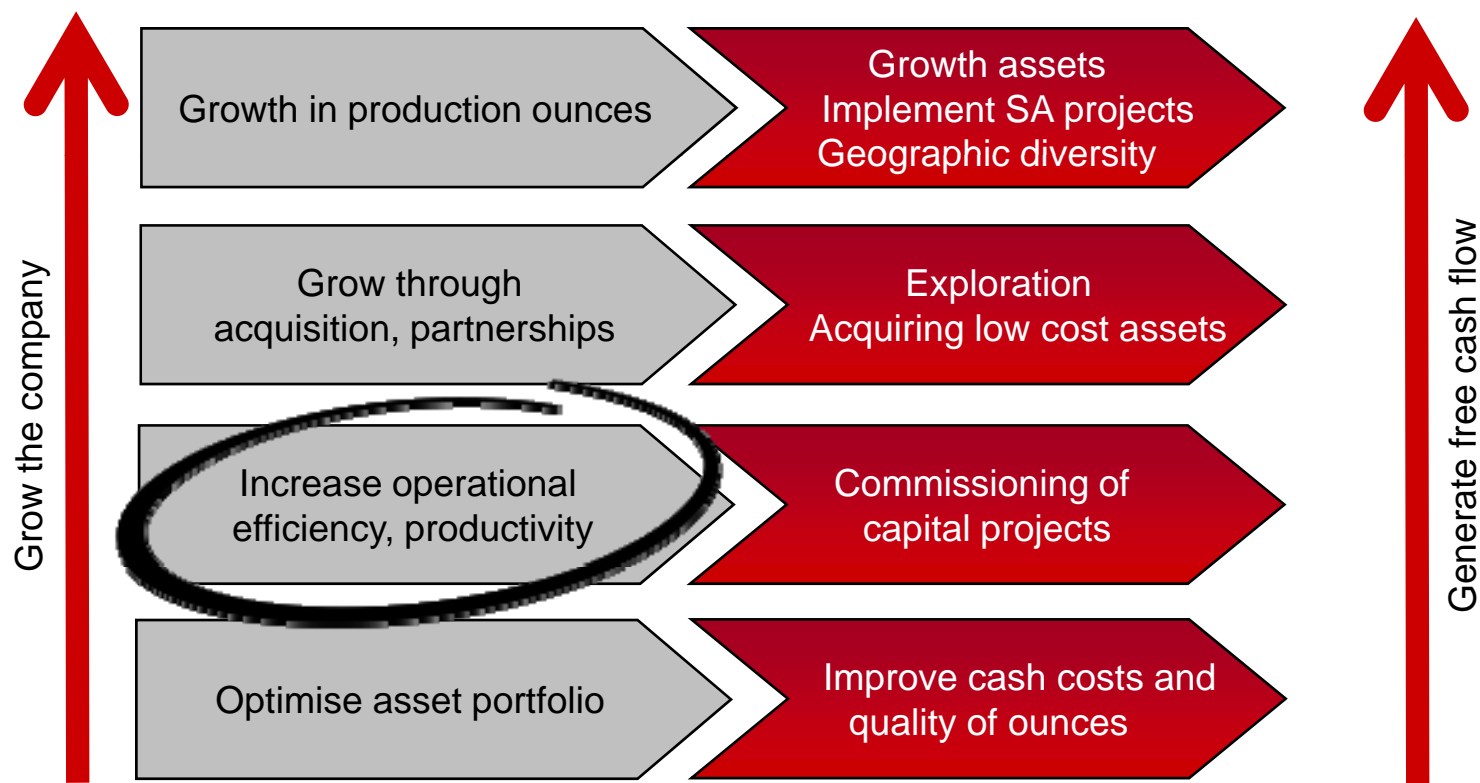 Grow the company
Growth in production ounces
Growth assets
Implement SA projects
Geographic diversity
Grow through
acquisition, partnerships
Exploration
Acquiring low cost assets
Increase operational
efficiency, productivity
Commissioning of
capital projects
Optimise asset portfolio
Improve cash costs and
quality of ounces
Generate free cash flow